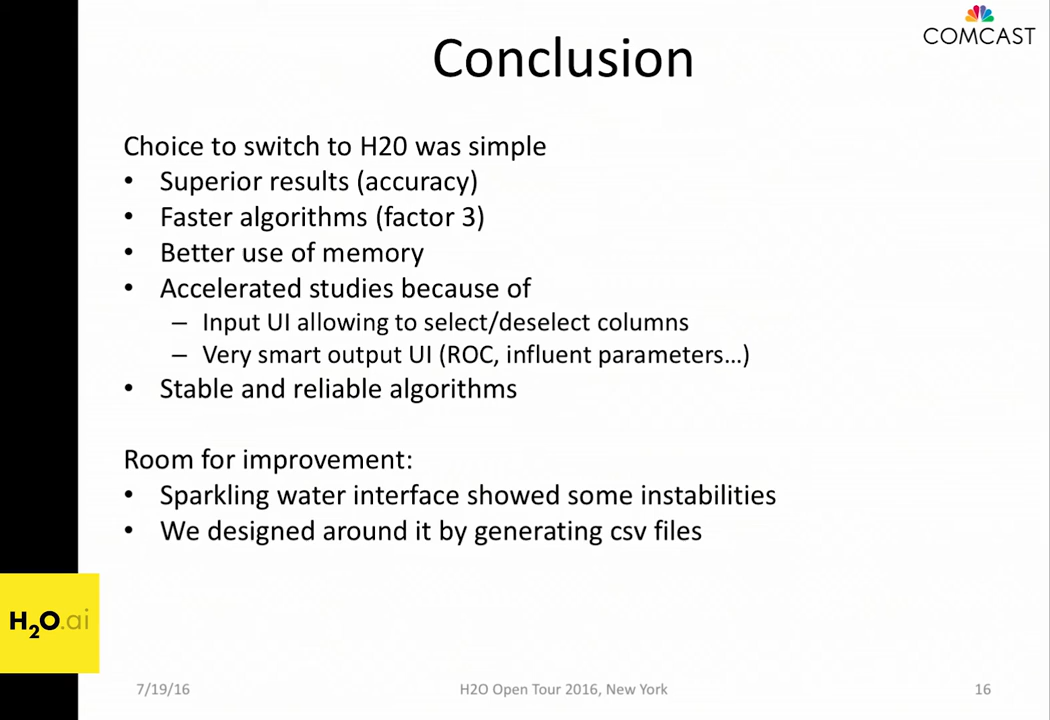 COMCAST
Conclusion
Choice to switch to H20 was simple
• Superior results (accuracy)
• Faster algorithms (factor 3)
• Better use of memory
• Accelerated studies because of
– Input UI allowing to select/deselect columns
– Very smart output UI (ROC, influent parameters…)
• Stable and reliable algorithms
Room for improvement:
• Sparkling water interface showed some instabilities
• We designed around it by generating csv files
H2O.ai
7/19/16 H2O Open Tour 2016, New York 16